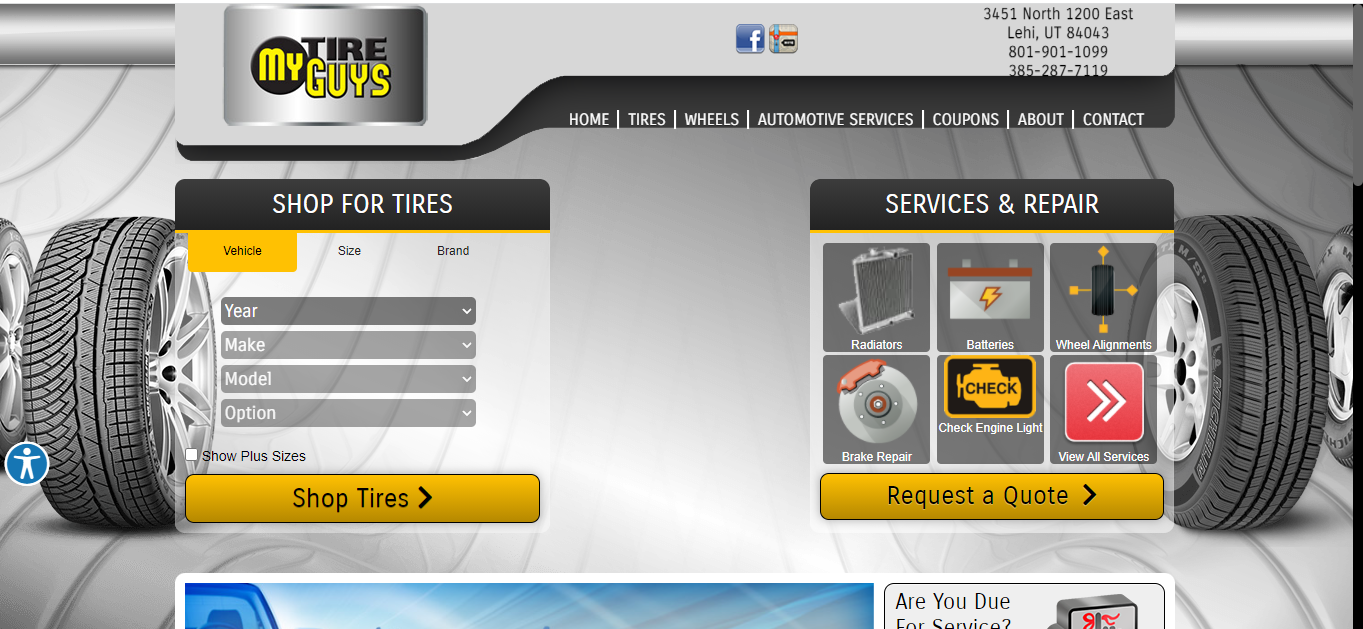 MY TIRE GUYS
3451 North 1200 East
Lehi, UT 84043
801-901-1099
385-287-7119
HOME | TIRES | WHEELS | AUTOMOTIVE SERVICES | COUPONS | ABOUT | CONTACT
SHOP FOR TIRES
Vehicle Size Brand
Year
Make
Model
Option
Show Plus Sizes
Shop Tires
SERVICES & REPAIR
Radiators Batteries Wheel Alignments
CHECK
Brake Repair Check Engine Light View All Services
Request a Quote
Are You Due
For Service?